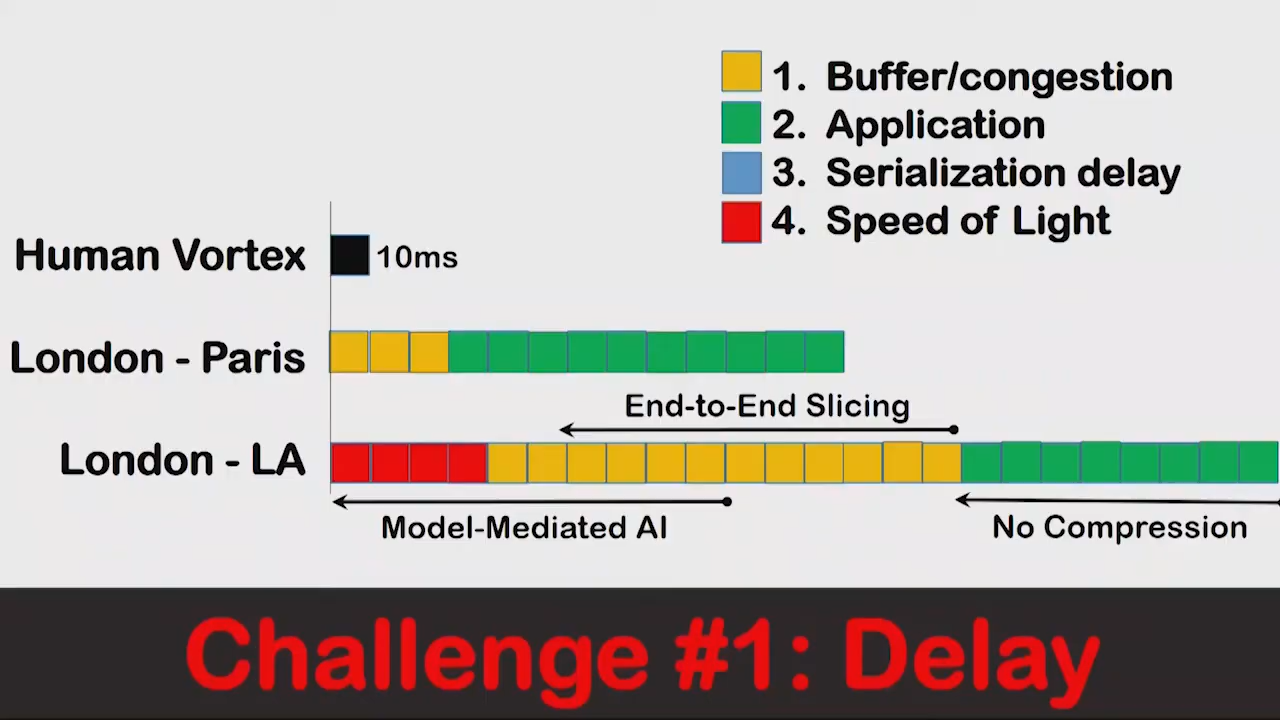 1. Buffer/congestion
2. Application
3. Serialization delay
4. Speed of Light
Human Vortex 10ms
London - Paris
End-to-End Slicing
London - LA
Model-Mediated AI
No Compression
Challenge #1: Delay